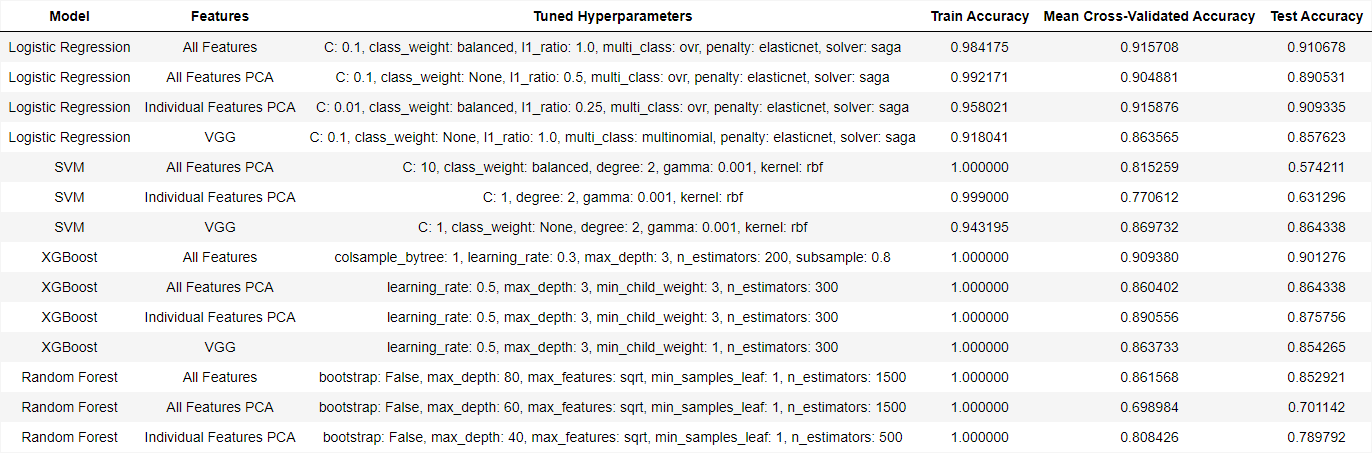 Model Features Tuned Hyperparameters Train Accuracy Mean Cross-Validated Accuracy Test Accuracy
Logistic Regression All Features C: 0.1, class_weight: balanced, l1_ratio: 1.0, multi_class: ovr, penalty: elasticnet, solver: saga 0.984175 0.915708 0.910678
Logistic Regression All Features PCA C: 0.1, class_weight: None, l1_ratio: 0.5, multi_class: ovr, penalty: elasticnet, solver: saga 0.992171 0.904881 0.890531
Logistic Regression Individual Features PCA C: 0.01, class_weight: balanced, l1_ratio: 0.25, multi_class: ovr, penalty: elasticnet, solver: saga 0.958021 0.915876 0.909335
Logistic Regression VGG C: 0.1, class_weight: None, l1_ratio: 1.0, multi_class: multinomial, penalty: elasticnet, solver: saga 0.918041 0.863565 0.857623
SVM All Features PCA C: 10, class_weight: balanced, degree: 2, gamma: 0.001, kernel: rbf 1.000000 0.815259 0.574211
SVM Individual Features PCA C: 1, degree: 2, gamma: 0.001, kernel: rbf 0.999000 0.770612 0.631296
SVM VGG C: 1, class_weight: None, degree: 2, gamma: 0.001, kernel: rbf 0.943195 0.869732 0.864338
XGBoost All Features colsample_bytree: 1, learning_rate: 0.3, max_depth: 3, n_estimators: 200, subsample: 0.8 1.000000 0.909380 0.901276
XGBoost All Features PCA learning_rate: 0.5, max_depth: 3, min_child_weight: 3, n_estimators: 300 1.000000 0.860402 0.864338
XGBoost Individual Features PCA learning_rate: 0.5, max_depth: 3, min_child_weight: 3, n_estimators: 300 1.000000 0.890556 0.875756
XGBoost VGG learning_rate: 0.5, max_depth: 3, min_child_weight: 1, n_estimators: 300 1.000000 0.863733 0.854265
Random Forest All Features bootstrap: False, max_depth: 80, max_features: sqrt, min_samples_leaf: 1, n_estimators: 1500 1.000000 0.861568 0.852921
Random Forest All Features PCA bootstrap: False, max_depth: 60, max_features: sqrt, min_samples_leaf: 1, n_estimators: 1500 1.000000 0.698984 0.701142
Random Forest Individual Features PCA bootstrap: False, max_depth: 40, max_features: sqrt, min_samples_leaf: 1, n_estimators: 500 1.000000 0.808426 0.789792